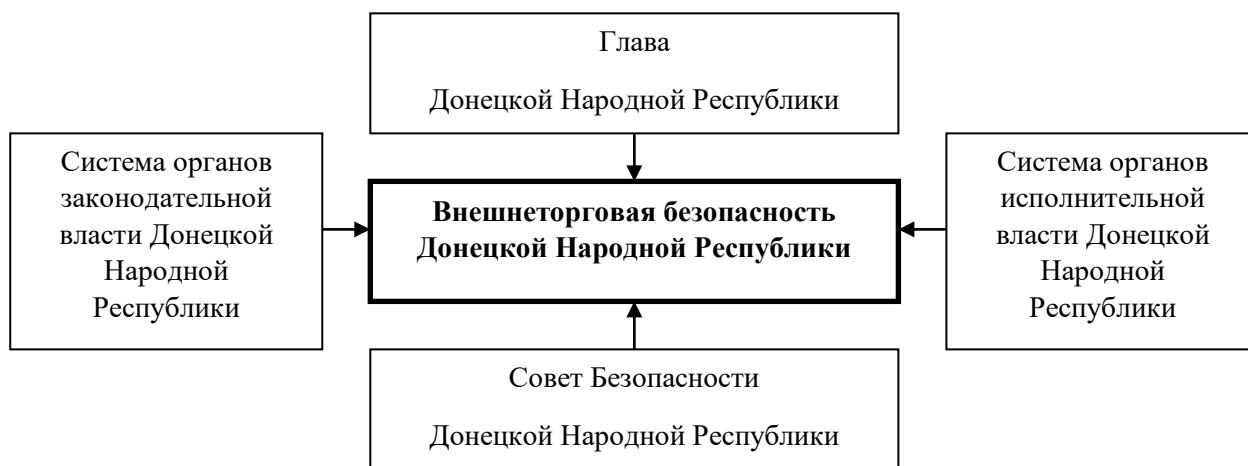 Глава
Донецкой Народной Республики
Система органов
законодательной
власти Донецкой
Народной
Республики
Внешнеторговая безопасность
Донецкой Народной Республики
Система органов
исполнительной
власти Донецкой
Народной
Республики
Совет Безопасности
Донецкой Народной Республики